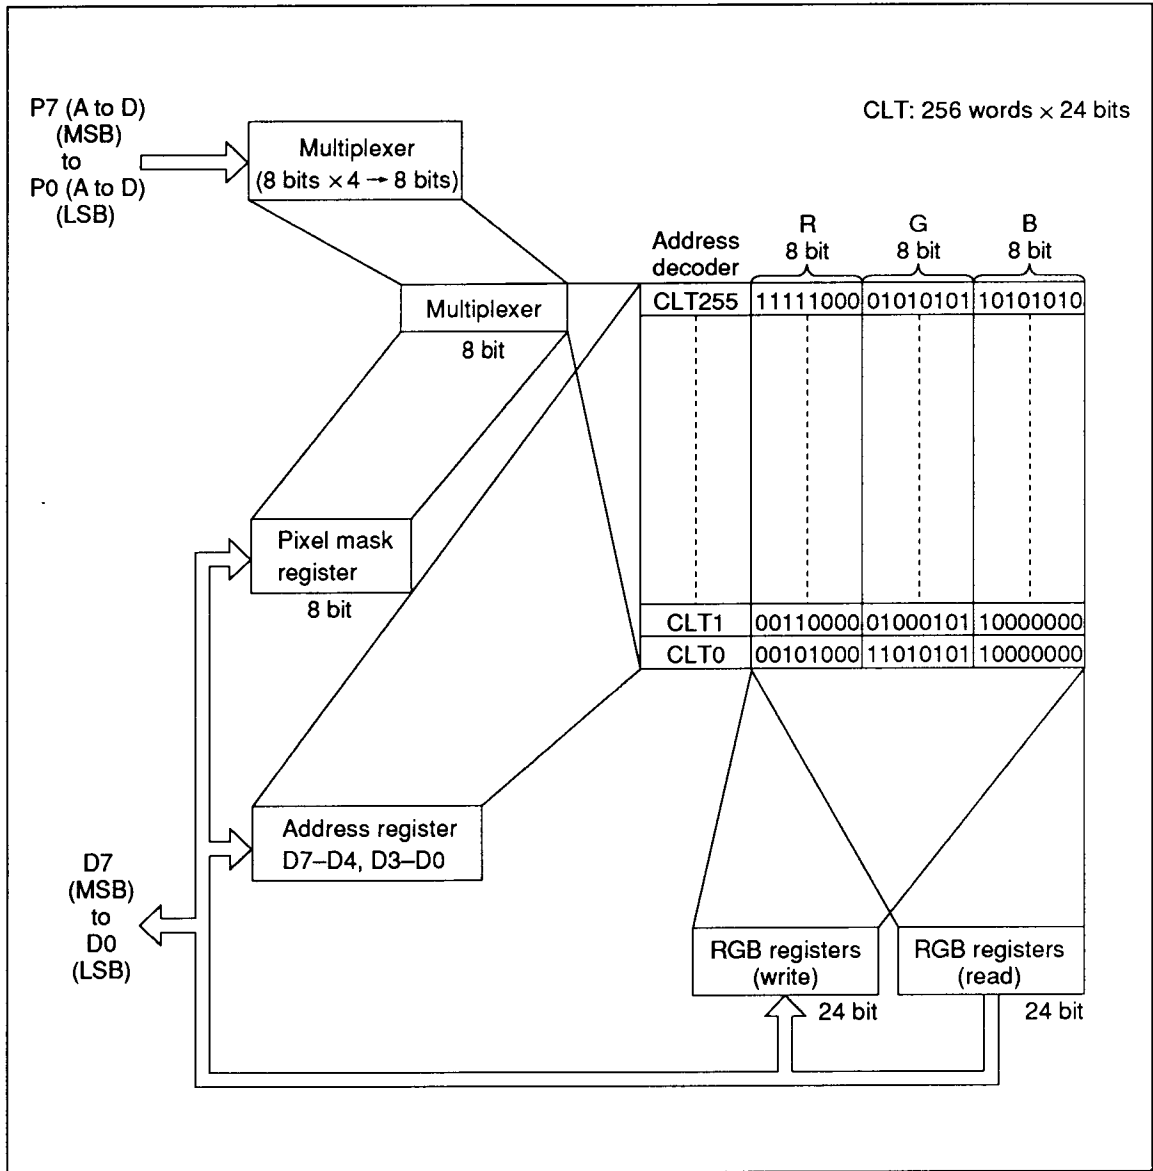 P7 (A to D)
(MSB)
to
P0 (A to D)
(LSB)
Multiplexer
(8 bits × 4 → 8 bits)
CLT: 256 words × 24 bits
Multiplexer
8 bit
Address
decoder
R
8 bit
G
8 bit
B
8 bit
CLT255 11111000 01010101 10101010
CLT1 00110000 01000101 10000000
CLT0 00101000 11010101 10000000
Pixel mask
register
8 bit
Address register
D7–D4, D3–D0
D7
(MSB)
to
D0
(LSB)
RGB registers
(write)
24 bit
RGB registers
(read)
24 bit